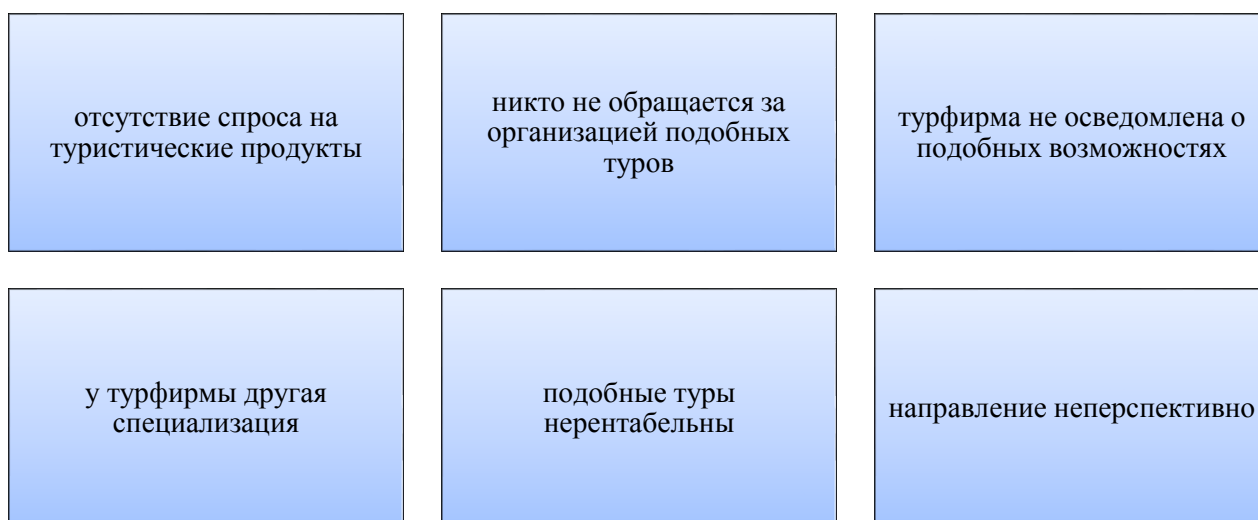 отсутствие спроса на
туристические продукты
никто не обращается за
организацией подобных
туров
турфирма не осведомлена о
подобных возможностях
у турфирмы другая
специализация
подобные туры
нерентабельны
направление неперспективно